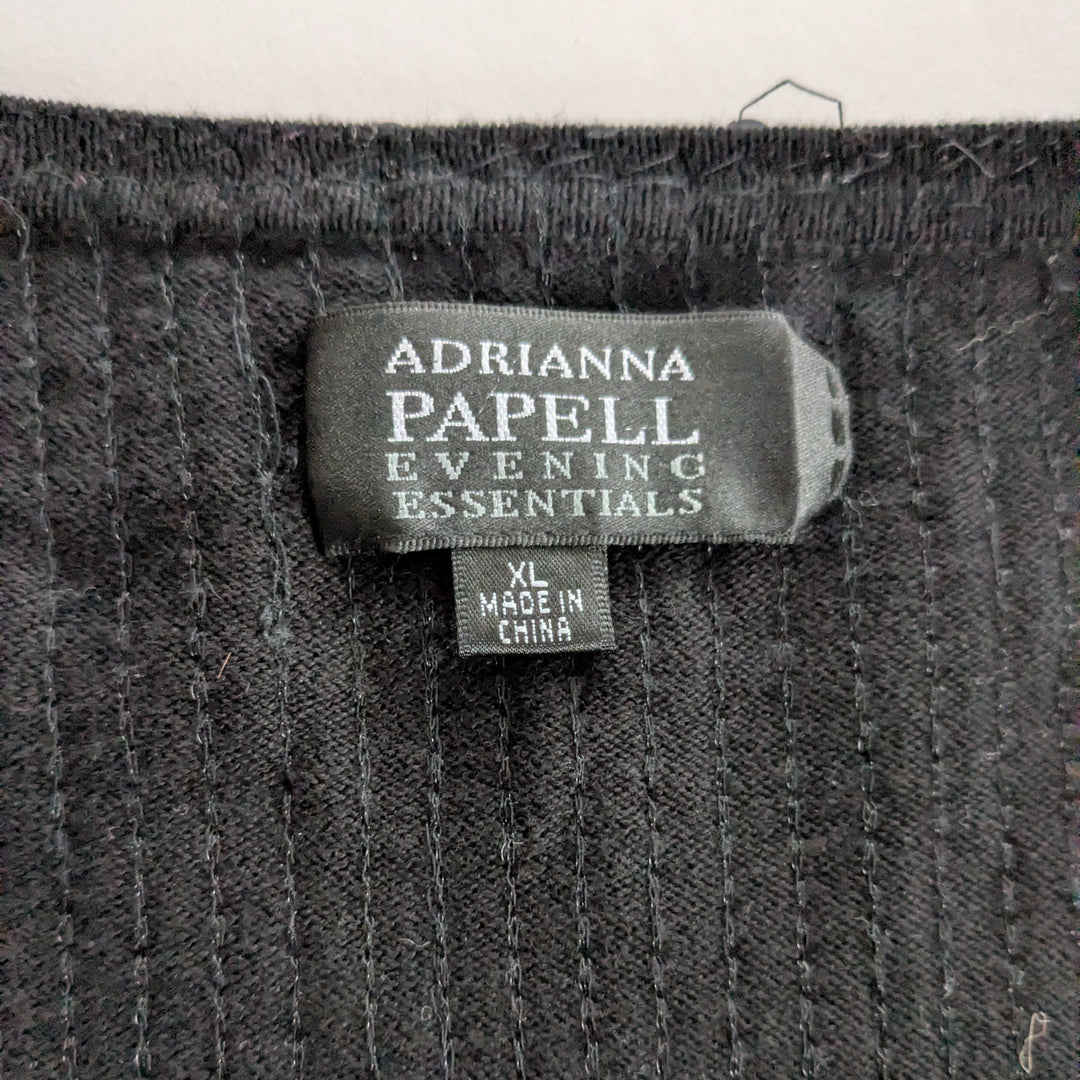 ADRIANNA
PAPELL
EVENING
ESSENTIALS
XL
MADE IN
CHINA